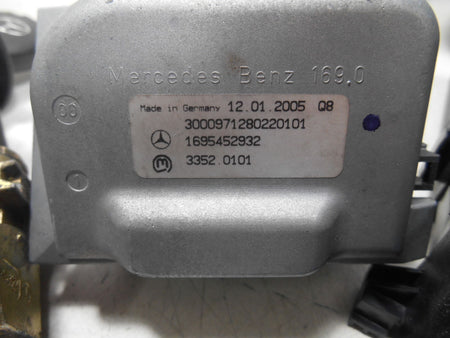 Mercedes Benz 169.0
Made in Germany 12.01.2005 Q8
3000971280220101
1695452932
3352 0101